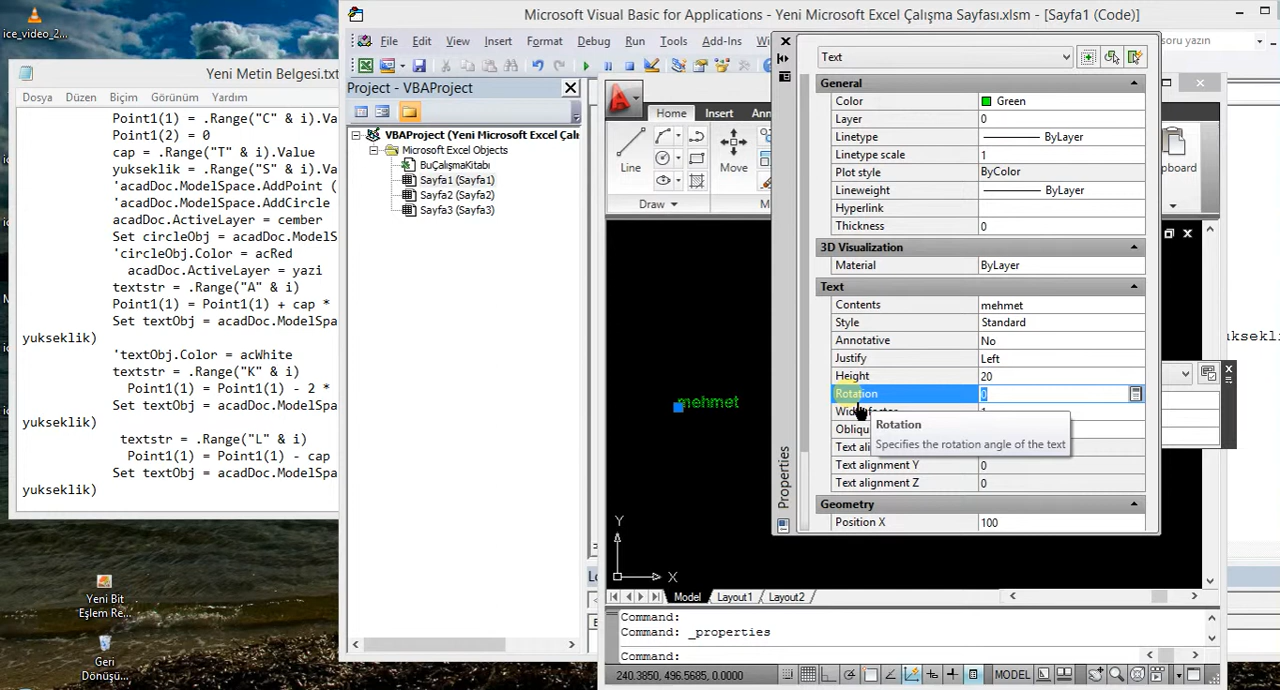 ice_video_2...
Yeni Metin Belgesi.txt
Dosya Düzen Biçim Görünüm Yardım
Point1(1) = .Range("C" & i).Va
Point1(2) = 0
cap = .Range("T" & i).Value
yukseklik = .Range("S" & i).Va
'acadDoc.ModelSpace.AddPoint (
'acadDoc.ModelSpace.AddCircle
acadDoc.ActiveLayer = cember
Set circleObj = acadDoc.ModelS
'circleObj.Color = acRed
acadDoc.ActiveLayer = yazi
textstr = .Range("A" & i)
Point1(1) = Point1(1) + cap *
Set textObj = acadDoc.ModelSpa
yukseklik)
'textObj.Color = acWhite
textstr = .Range("K" & i)
Point1(1) = Point1(1) - 2 *
Set textObj = acadDoc.ModelSpa
yukseklik)
textstr = .Range("L" & i)
Point1(1) = Point1(1) - cap
Set textObj = acadDoc.ModelSpa
yukseklik)
Yeni Bit
Eşlem Re...
Geri
Dönüşü...
Microsoft Visual Basic for Applications - Yeni Microsoft Excel Çalışma Sayfası.xlsm - [Sayfa1 (Code)]
File Edit View Insert Format Debug Run Tools Add-Ins
soru yazın
Project - VBAProject
VBAProject (Yeni Microsoft Excel Çalı
Microsoft Excel Objects
BuÇalışmaKitabı
Sayfa1 (Sayfa1)
Sayfa2 (Sayfa2)
Sayfa3 (Sayfa3)
Home Insert
Line
Move
Draw
mehmet
Y
X
Model Layout1 Layout2
Command:
Command: _properties
Command:
240.3850, 496.5685, 0.0000
MODEL
Text
General
Color Green
Layer 0
Linetype ByLayer
Linetype scale 1
Plot style ByColor
Lineweight ByLayer
Hyperlink
Thickness 0
3D Visualization
Material ByLayer
Text
Contents mehmet
Style Standard
Annotative No
Justify Left
Height 20
Rotation 0
Rotation
Specifies the rotation angle of the text
Text alignment Y 0
Text alignment Z 0
Geometry
Position X 100
Properties